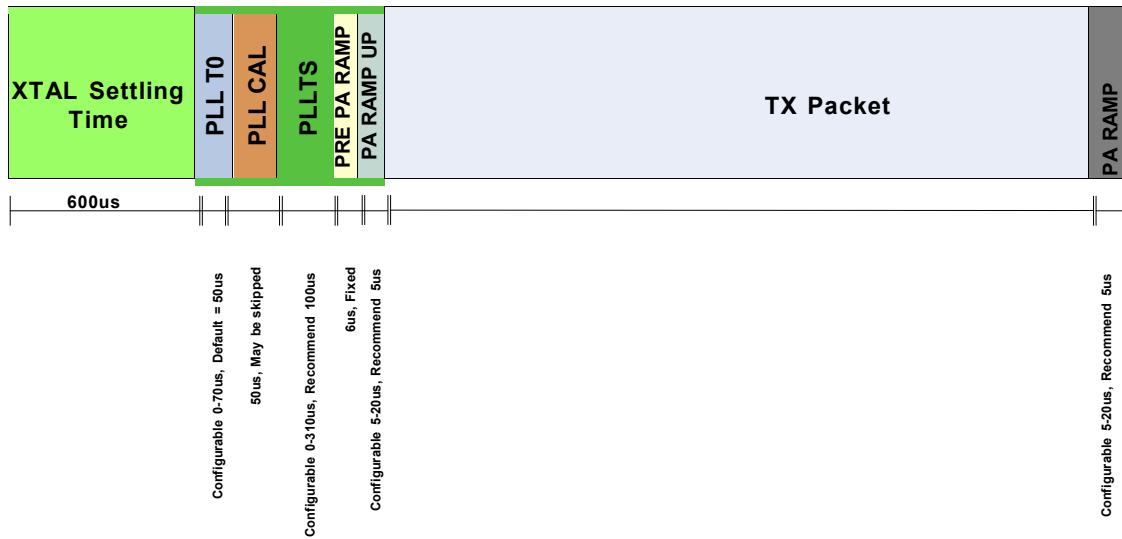 XTAL Settling
Time
PLL T0
PLL CAL
PLLTS
PRE PA RAMP
PA RAMP UP
TX Packet
PA RAMP
600us
Configurable 0-70us, Default = 50us
50us, May be skipped
Configurable 0-310us, Recommend 100us
6us, Fixed
Configurable 5-20us, Recommend 5us
Configurable 5-20us, Recommend 5us